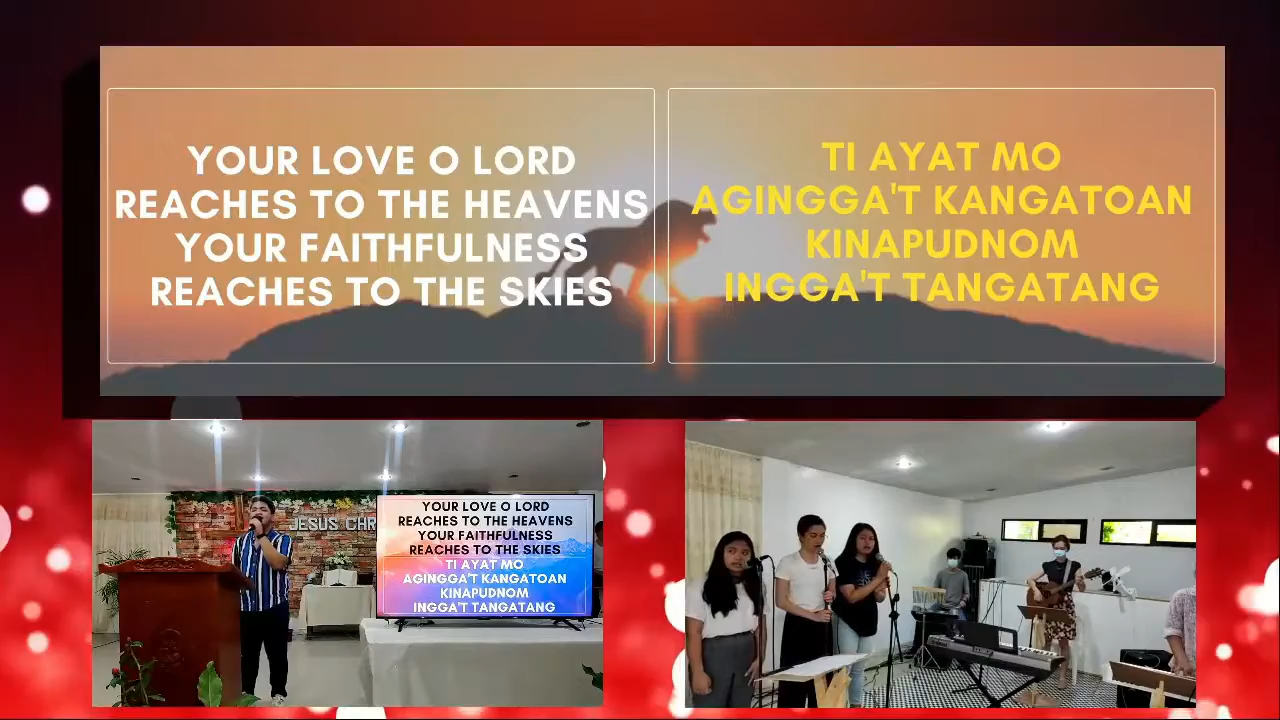 YOUR LOVE O LORD
REACHES TO THE HEAVENS
YOUR FAITHFULNESS
REACHES TO THE SKIES
TI AYAT MO
AGINGGA'T KANGATOAN
KINAPUDNOM
INGGA'T TANGATANG
JESUS CHR
YOUR LOVE O LORD
REACHES TO THE HEAVENS
YOUR FAITHFULNESS
REACHES TO THE SKIES
TI AYAT MO
AGINGGA'T KANGATOAN
KINAPUDNOM
INGGA'T TANGATANG